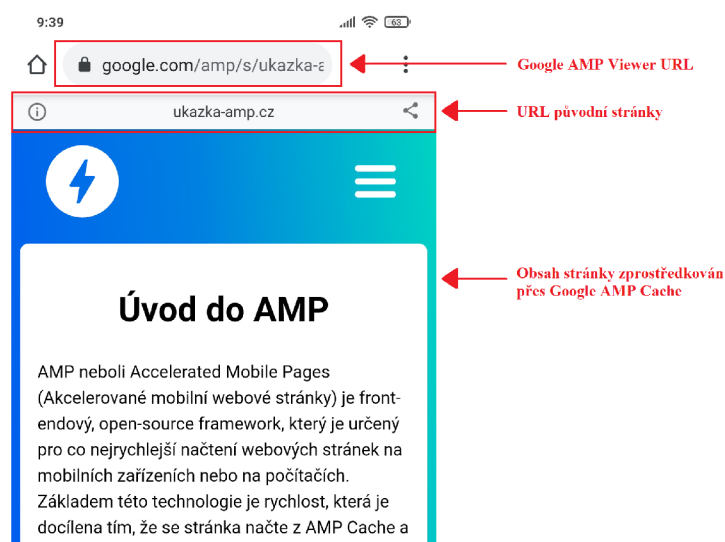 9:39
63
google.com/amp/s/ukazka-a
Google AMP Viewer URL
ukazka-amp.cz
URL původní stránky
Obsah stránky zprostředkován
přes Google AMP Cache
Úvod do AMP
AMP neboli Accelerated Mobile Pages
(Akcelerované mobilní webové stránky) je front-
endový, open-source framework, který je určený
pro co nejrychlejší načtení webových stránek na
mobilních zařízeních nebo na počítačích.
Základem této technologie je rychlost, která je
docílena tím, že se stránka načte z AMP Cache a